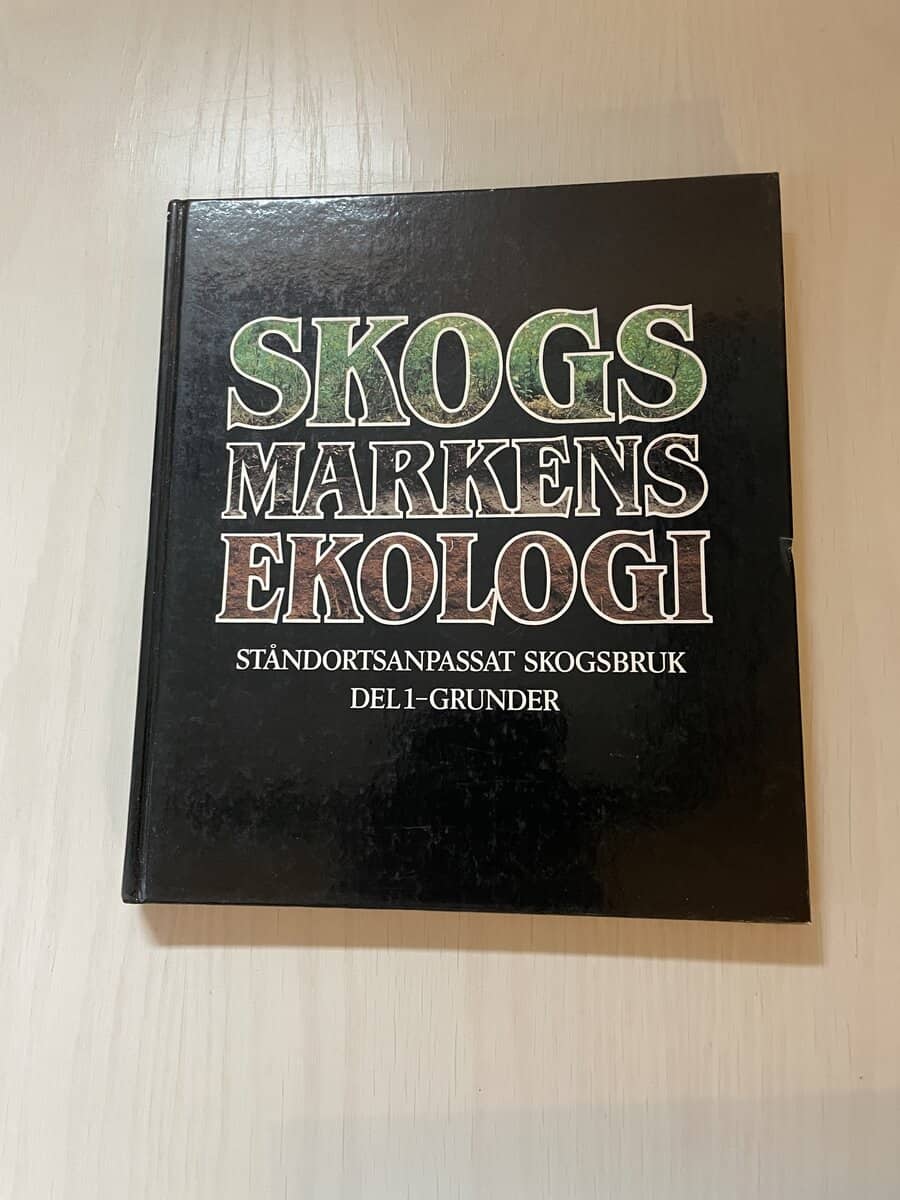 SKOGS
MARKENS
EKOLOGI
STÅNDORTSANPASSAT SKOGSBRUK
DEL 1–GRUNDER